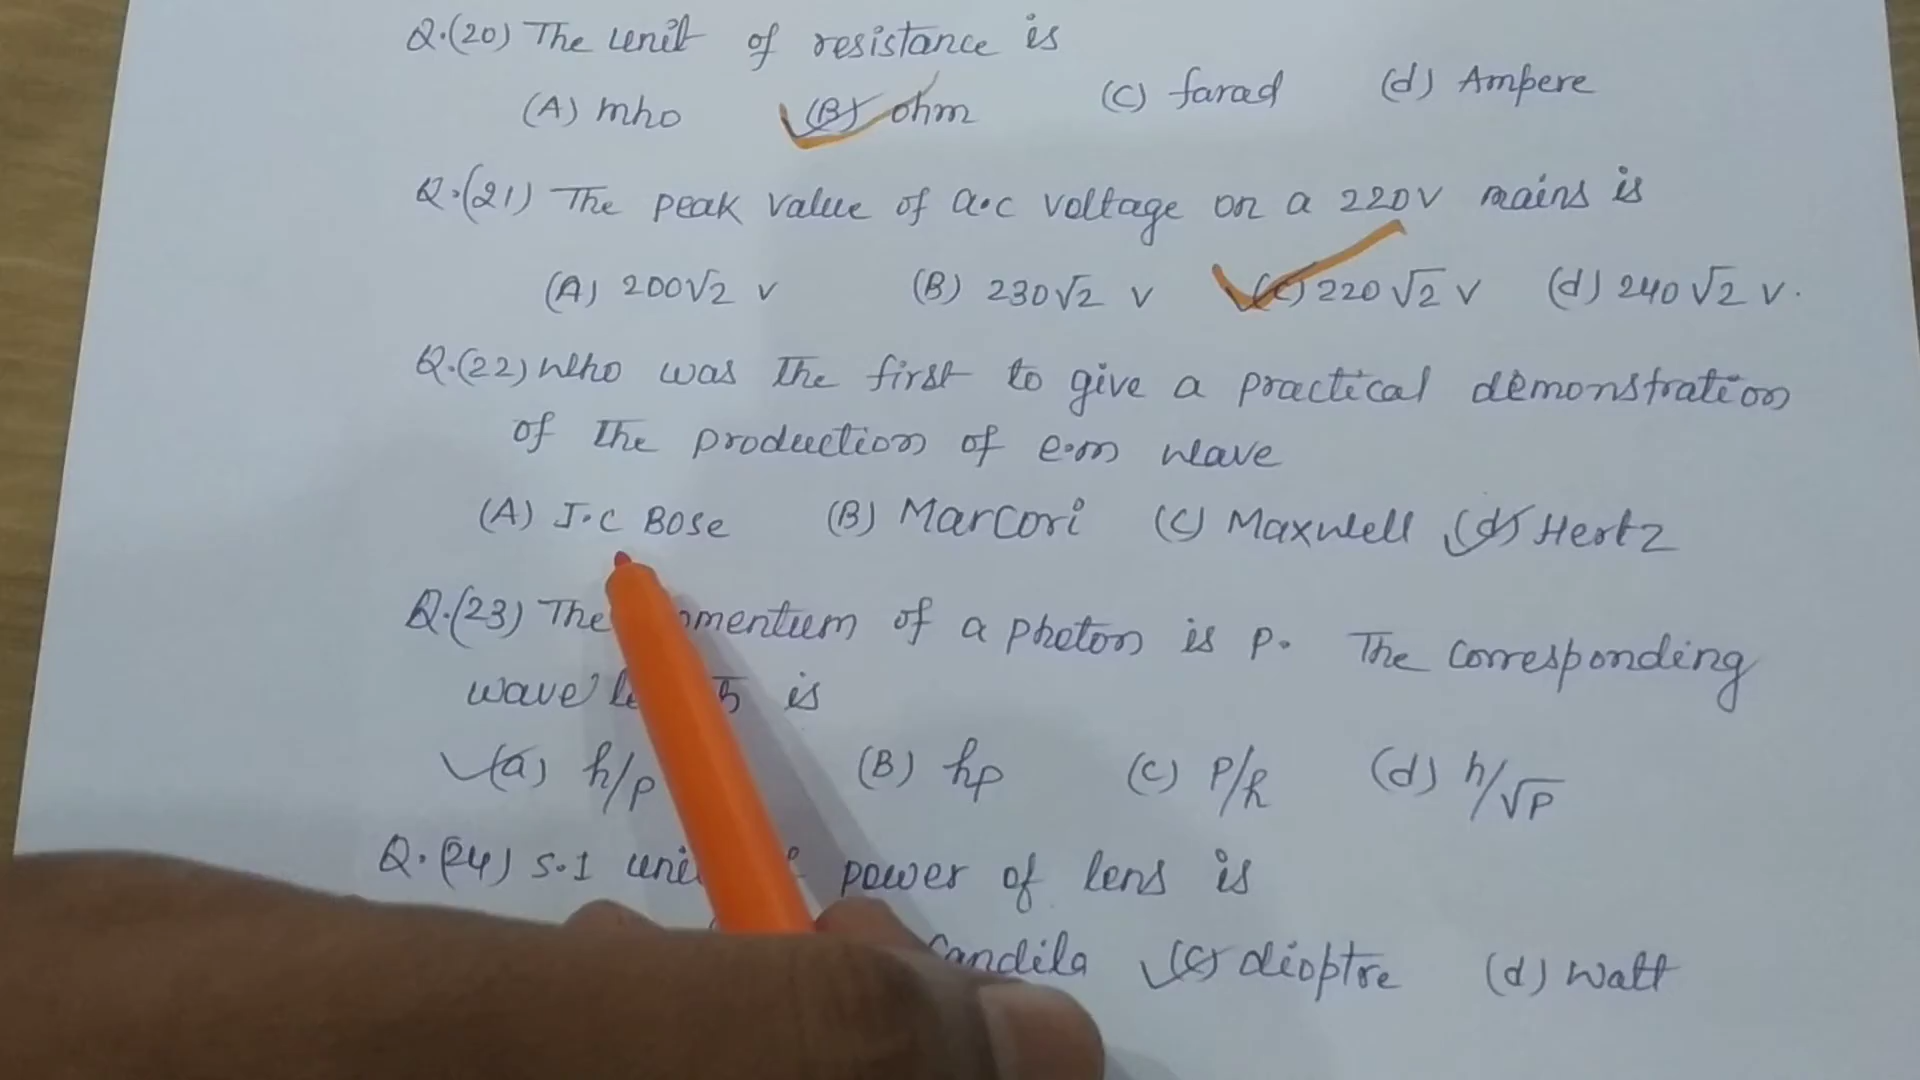 Q.(20) The unit of resistance is
(A) mho (B) ohm (C) farad (d) Ampere
Q.(21) The peak value of a.c voltage on a 220V mains is
(A) 200√2 V (B) 230√2 V (C) 220√2 V (d) 240√2 V.
Q.(22) Who was the first to give a practical demonstration
of the production of e.m wave
(A) J.C Bose (B) Marconi (C) Maxwell (d) Hertz
Q.(23) The omentum of a photon is p. The corresponding
wave is
(a) h/p (B) hp (C) P/h (d) h/√p
Q.(24) S.I uni power of lens is
Candila (C) dioptre (d) Watt